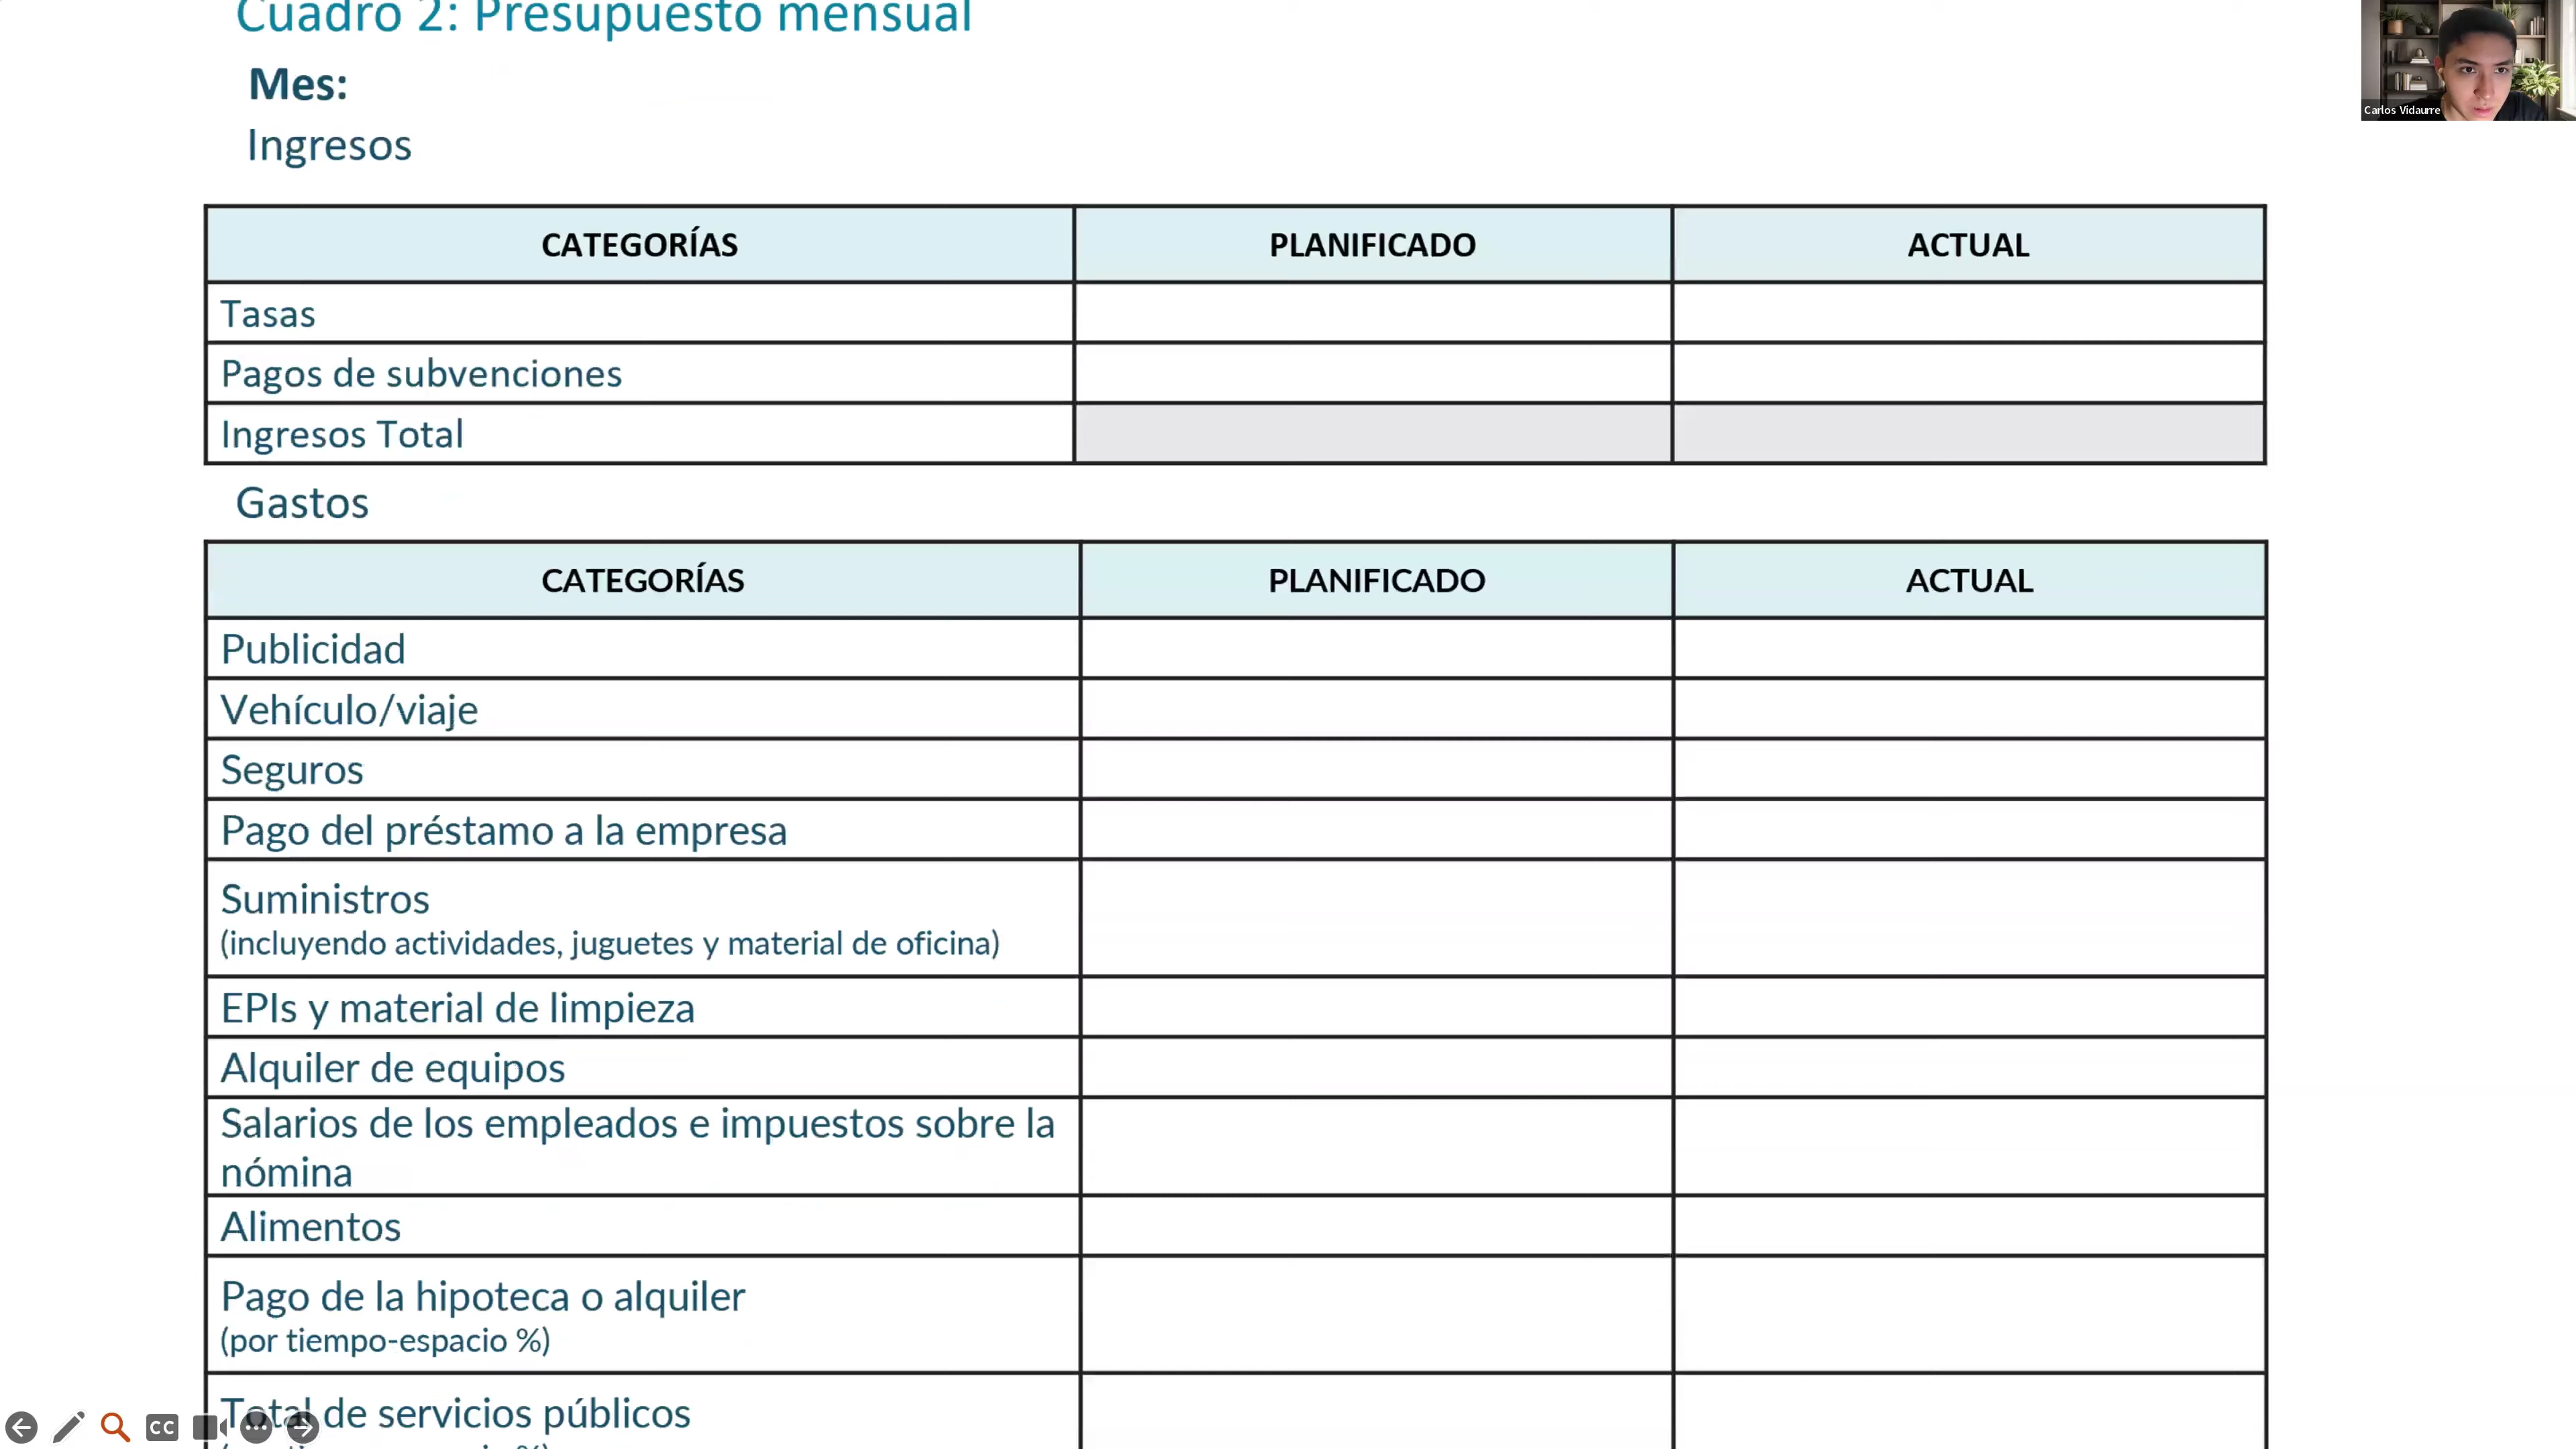 Cuadro 2: Presupuesto mensual
Carlos Vidaurre
Mes:
Ingresos
CATEGORÍAS PLANIFICADO ACTUAL
Tasas
Pagos de subvenciones
Ingresos Total
Gastos
CATEGORÍAS PLANIFICADO ACTUAL
Publicidad
Vehículo/viaje
Seguros
Pago del préstamo a la empresa
Suministros
(incluyendo actividades, juguetes y material de oficina)
EPIs y material de limpieza
Alquiler de equipos
Salarios de los empleados e impuestos sobre la
nómina
Alimentos
Pago de la hipoteca o alquiler
(por tiempo-espacio %)
Total de servicios públicos
CC